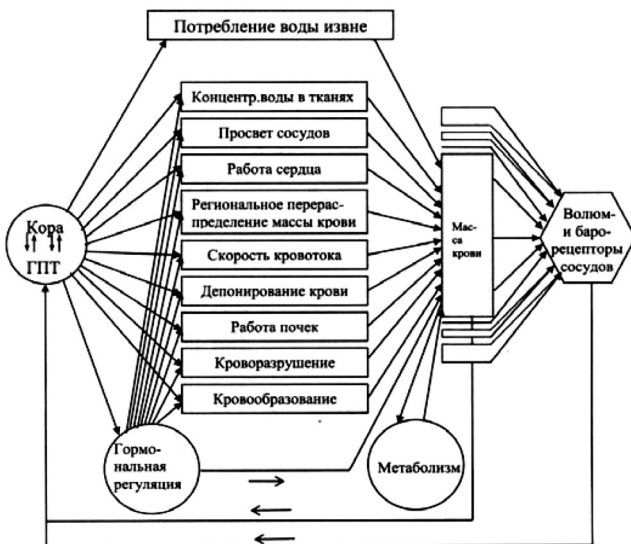 Потребление воды извне
Концентр.воды в тканях
Просвет сосудов
Работа сердца
Региональное перерас-
пределение массы крови
Скорость кровотока
Депонирование крови
Работа почек
Кроворазрушение
Кровообразование
Кора
ГПТ
Гормо-
нальная
регуляция
Метаболизм
Мас-
са
крови
Волюм-
и баро-
рецепторы
сосудов